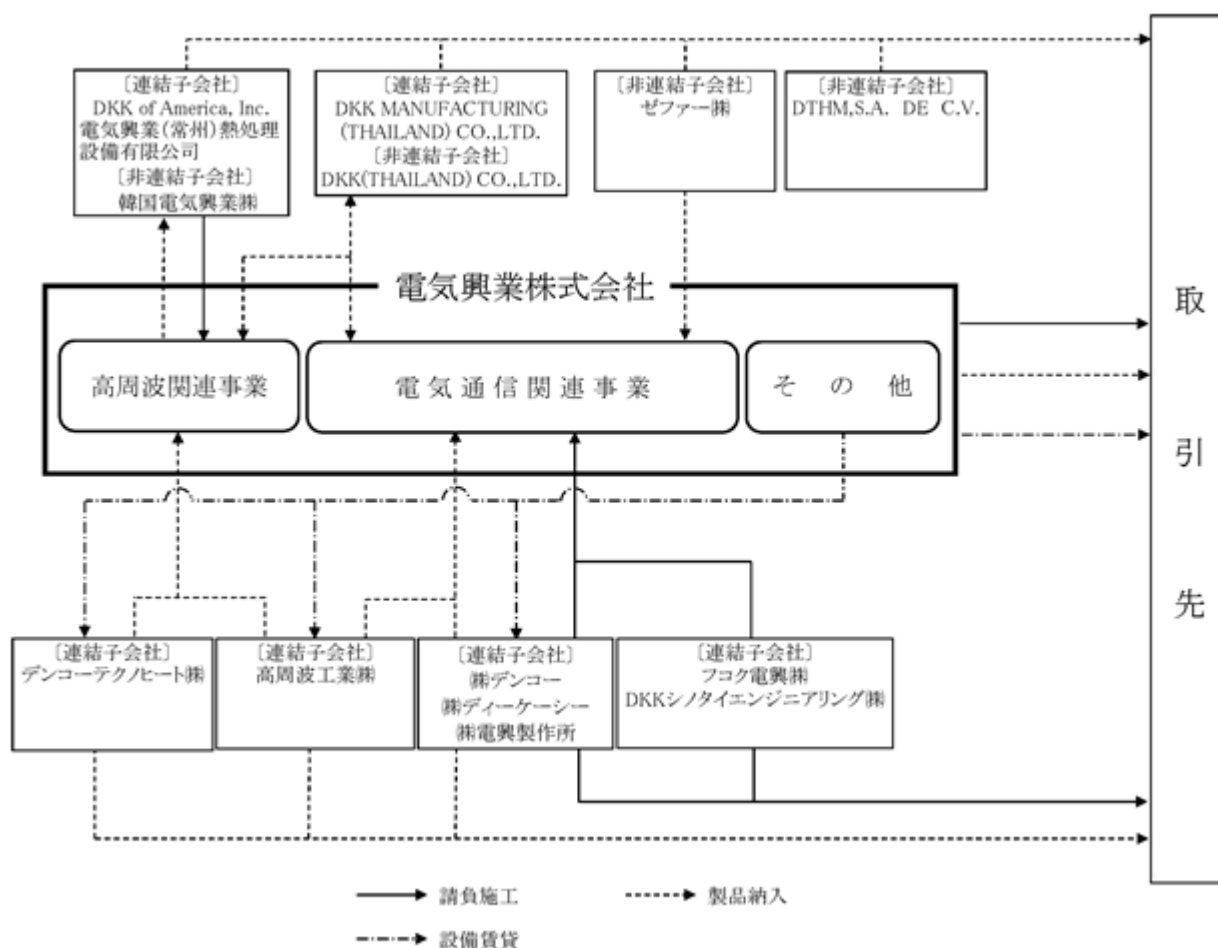 〔連結子会社〕
DKK of America, Inc.
電気興業(常州)熱処理
設備有限公司
〔非連結子会社〕
韓国電気興業㈱
〔連結子会社〕
DKK MANUFACTURING
(THAILAND) CO.,LTD.
〔非連結子会社〕
DKK(THAILAND) CO.,LTD.
〔非連結子会社〕
ゼファー㈱
〔非連結子会社〕
DTHM,S.A. DE C.V.
電気興業株式会社
高周波関連事業
電気通信関連事業
その他
取引先
〔連結子会社〕
デンコーテクノヒート㈱
〔連結子会社〕
高周波工業㈱
〔連結子会社〕
㈱デンコー
㈱ディーケーシー
㈱電興製作所
〔連結子会社〕
フコク電興㈱
DKKシノタイエンジニアリング㈱
請負施工
製品納入
設備賃貸